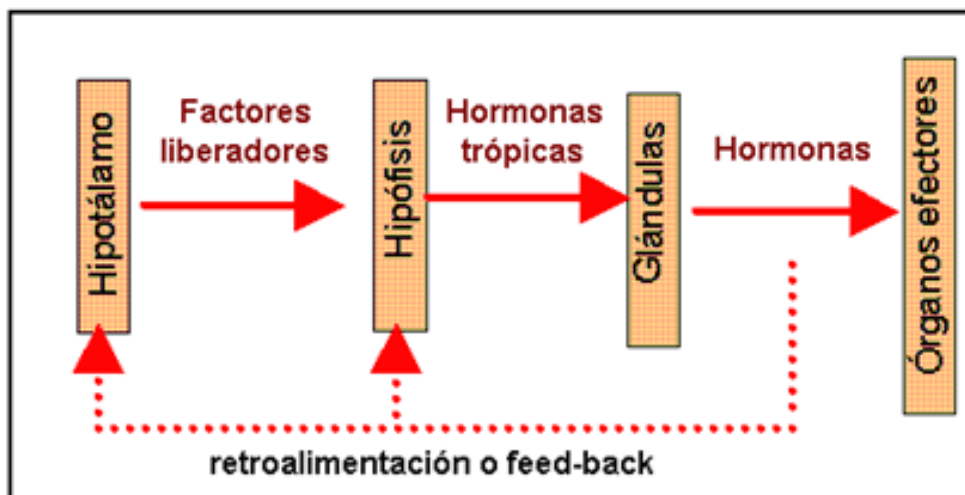 Hipotálamo
Factores
liberadores
Hipófisis
Hormonas
trópicas
Glándulas
Hormonas
Órganos efectores
retroalimentación o feed-back